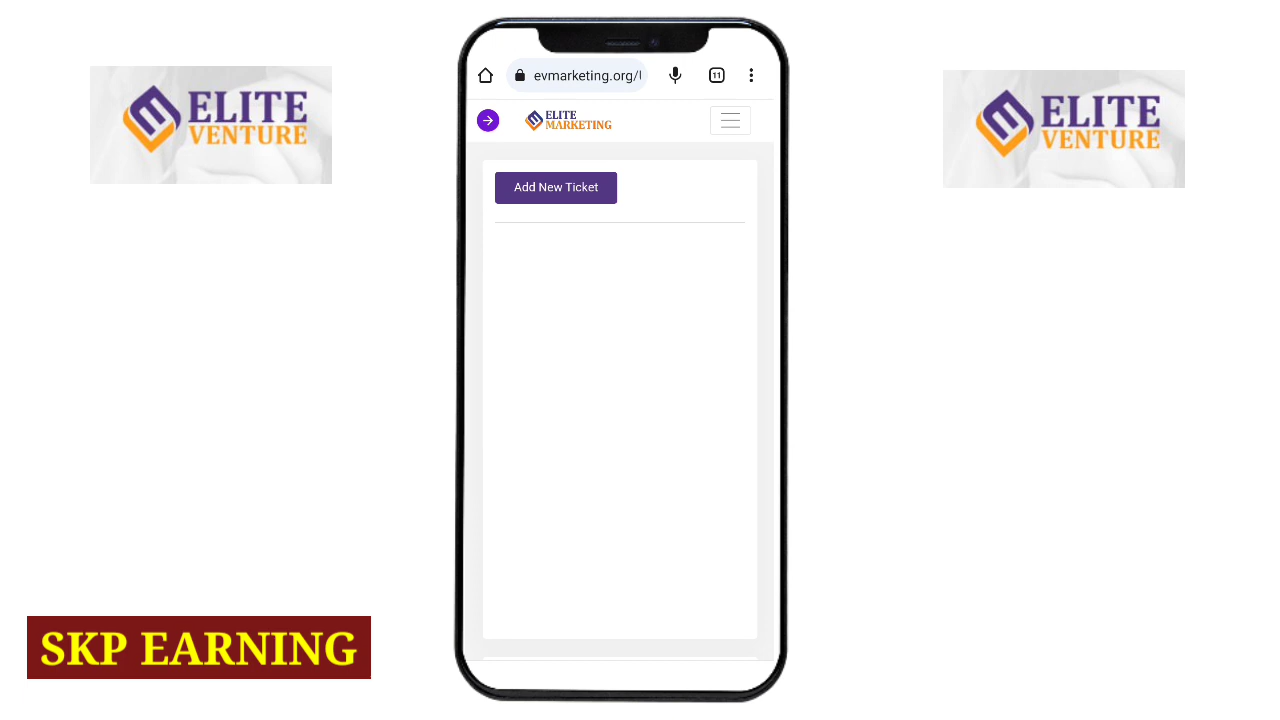 ELITE
VENTURE
evmarketing.org/
11
ELITE
MARKETING
Add New Ticket
ELITE
VENTURE
SKP EARNING